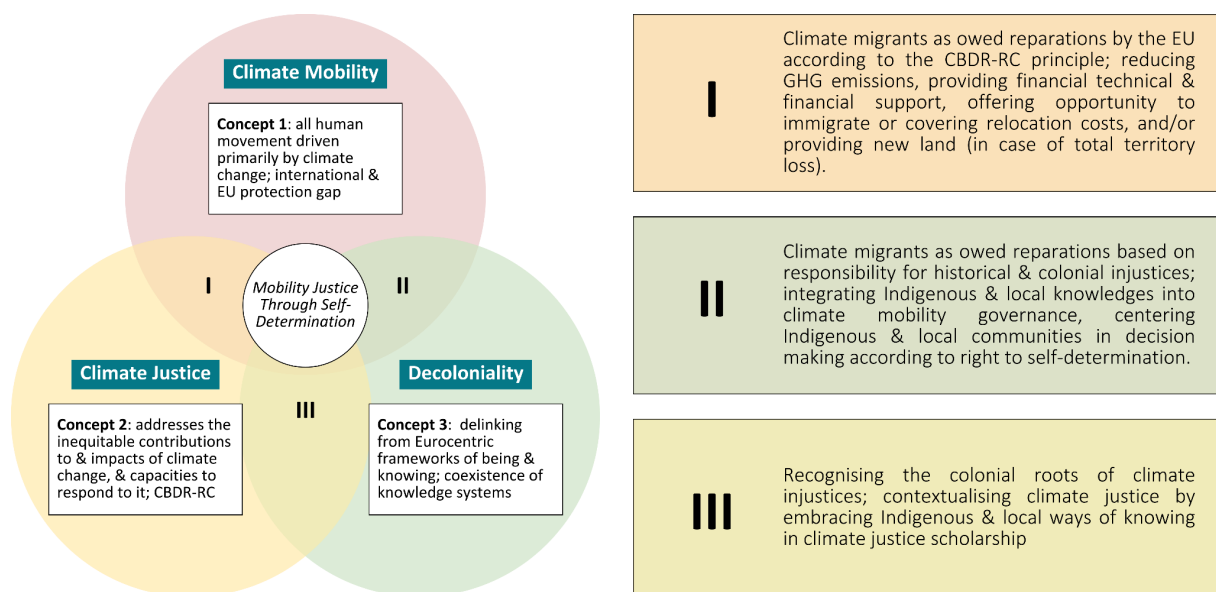 Climate Mobility
Concept 1: all human
movement driven
primarily by climate
change; international &
EU protection gap
I
II
Mobility Justice
Through Self-
Determination
Climate Justice
Concept 2: addresses the
inequitable contributions
to & impacts of climate
change, & capacities to
respond to it; CBDR-RC
III
Decoloniality
Concept 3: delinking
from Eurocentric
frameworks of being &
knowing; coexistence of
knowledge systems
I
Climate migrants as owed reparations by the EU
according to the CBDR-RC principle; reducing
GHG emissions, providing financial technical &
financial support, offering opportunity to
immigrate or covering relocation costs, and/or
providing new land (in case of total territory
loss).
II
Climate migrants as owed reparations based on
responsibility for historical & colonial injustices;
integrating Indigenous & local knowledges into
climate mobility governance, centering
Indigenous & local communities in decision
making according to right to self-determination.
III
Recognising the colonial roots of climate
injustices; contextualising climate justice by
embracing Indigenous & local ways of knowing
in climate justice scholarship